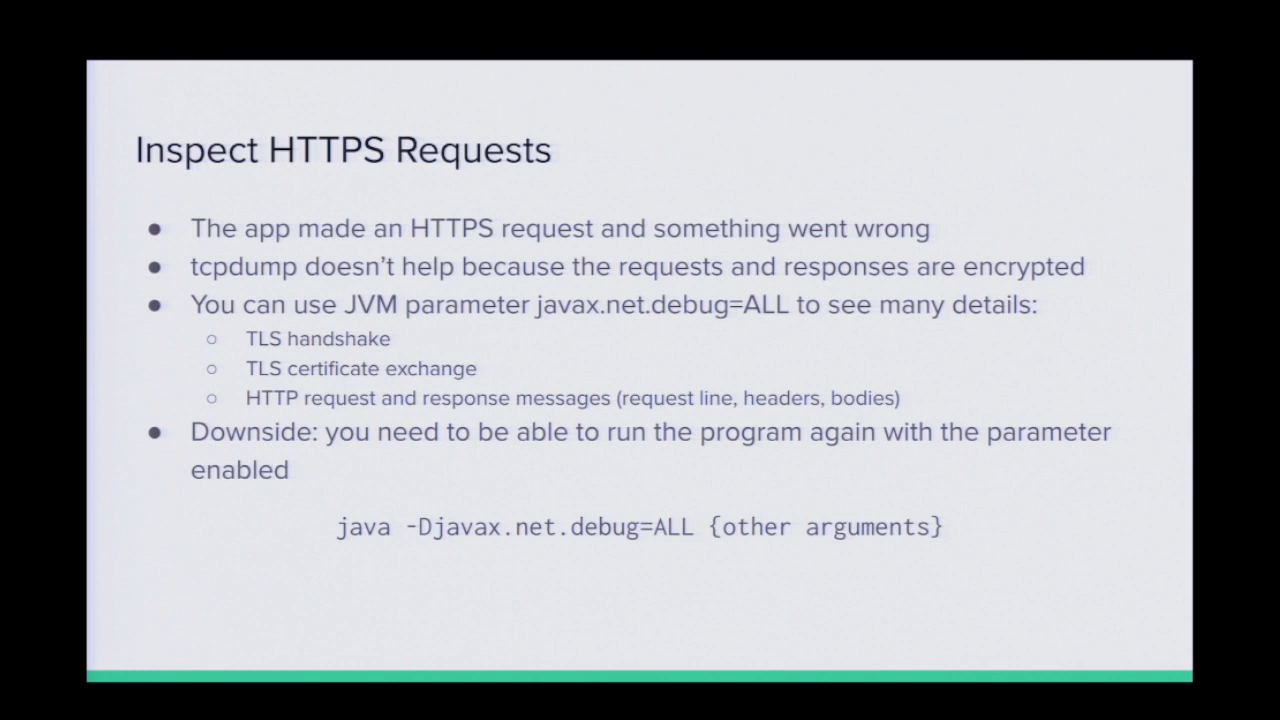 Inspect HTTPS Requests
● The app made an HTTPS request and something went wrong
● tcpdump doesn’t help because the requests and responses are encrypted
● You can use JVM parameter javax.net.debug=ALL to see many details:
○ TLS handshake
○ TLS certificate exchange
○ HTTP request and response messages (request line, headers, bodies)
● Downside: you need to be able to run the program again with the parameter
enabled
java -Djavax.net.debug=ALL {other arguments}